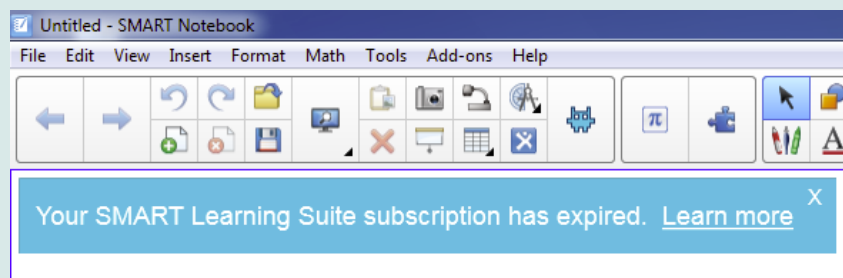 Untitled - SMART Notebook
File Edit View Insert Format Math Tools Add-ons Help
π
A
Your SMART Learning Suite subscription has expired. Learn more X